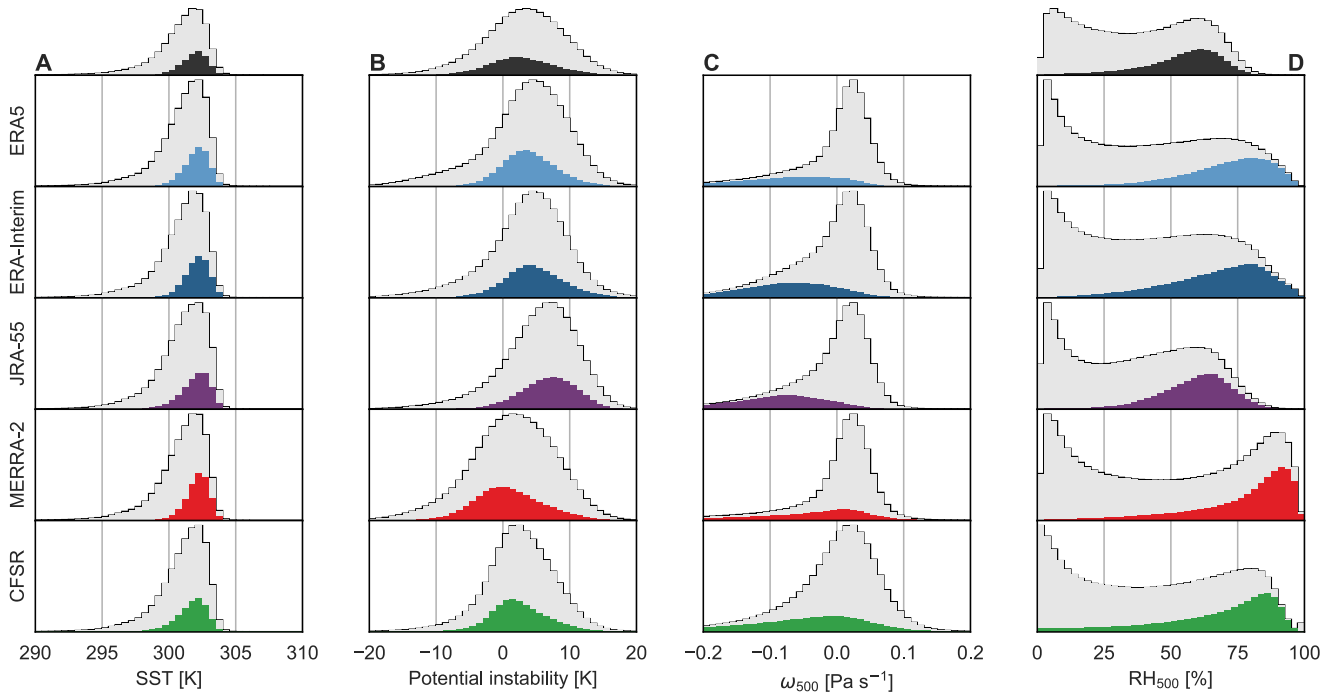 A
B
C
D
ERA5
ERA-Interim
JRA-55
MERRA-2
CFSR
290 295 300 305 310
SST [K]
−20 −10 0 10 20
Potential instability [K]
−0.2 −0.1 0.0 0.1 0.2
ω500 [Pa s⁻¹]
0 25 50 75 100
RH500 [%]